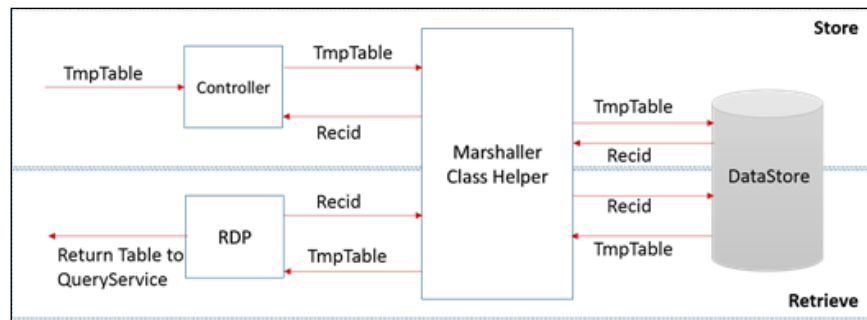 Store
TmpTable
Controller
TmpTable
Recid
Marshaller
Class Helper
TmpTable
Recid
DataStore
Return Table to
QueryService
RDP
Recid
TmpTable
Recid
TmpTable
Retrieve